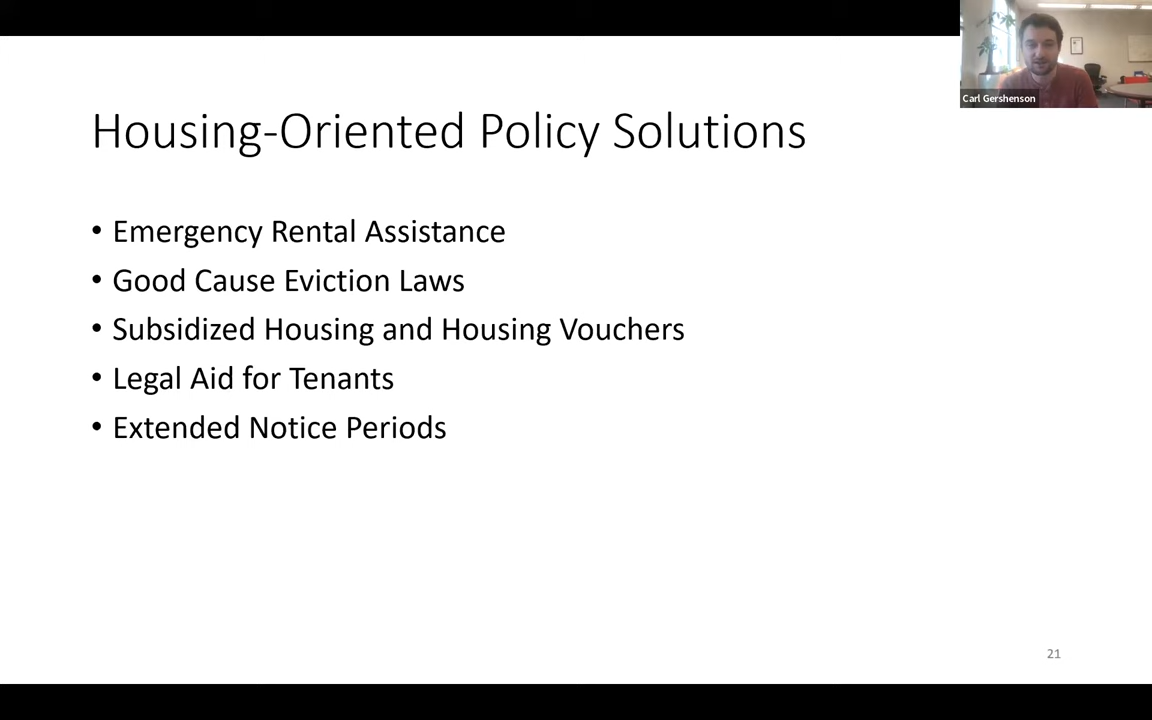 Carl Gershenson
Housing-Oriented Policy Solutions
• Emergency Rental Assistance
• Good Cause Eviction Laws
• Subsidized Housing and Housing Vouchers
• Legal Aid for Tenants
• Extended Notice Periods
21